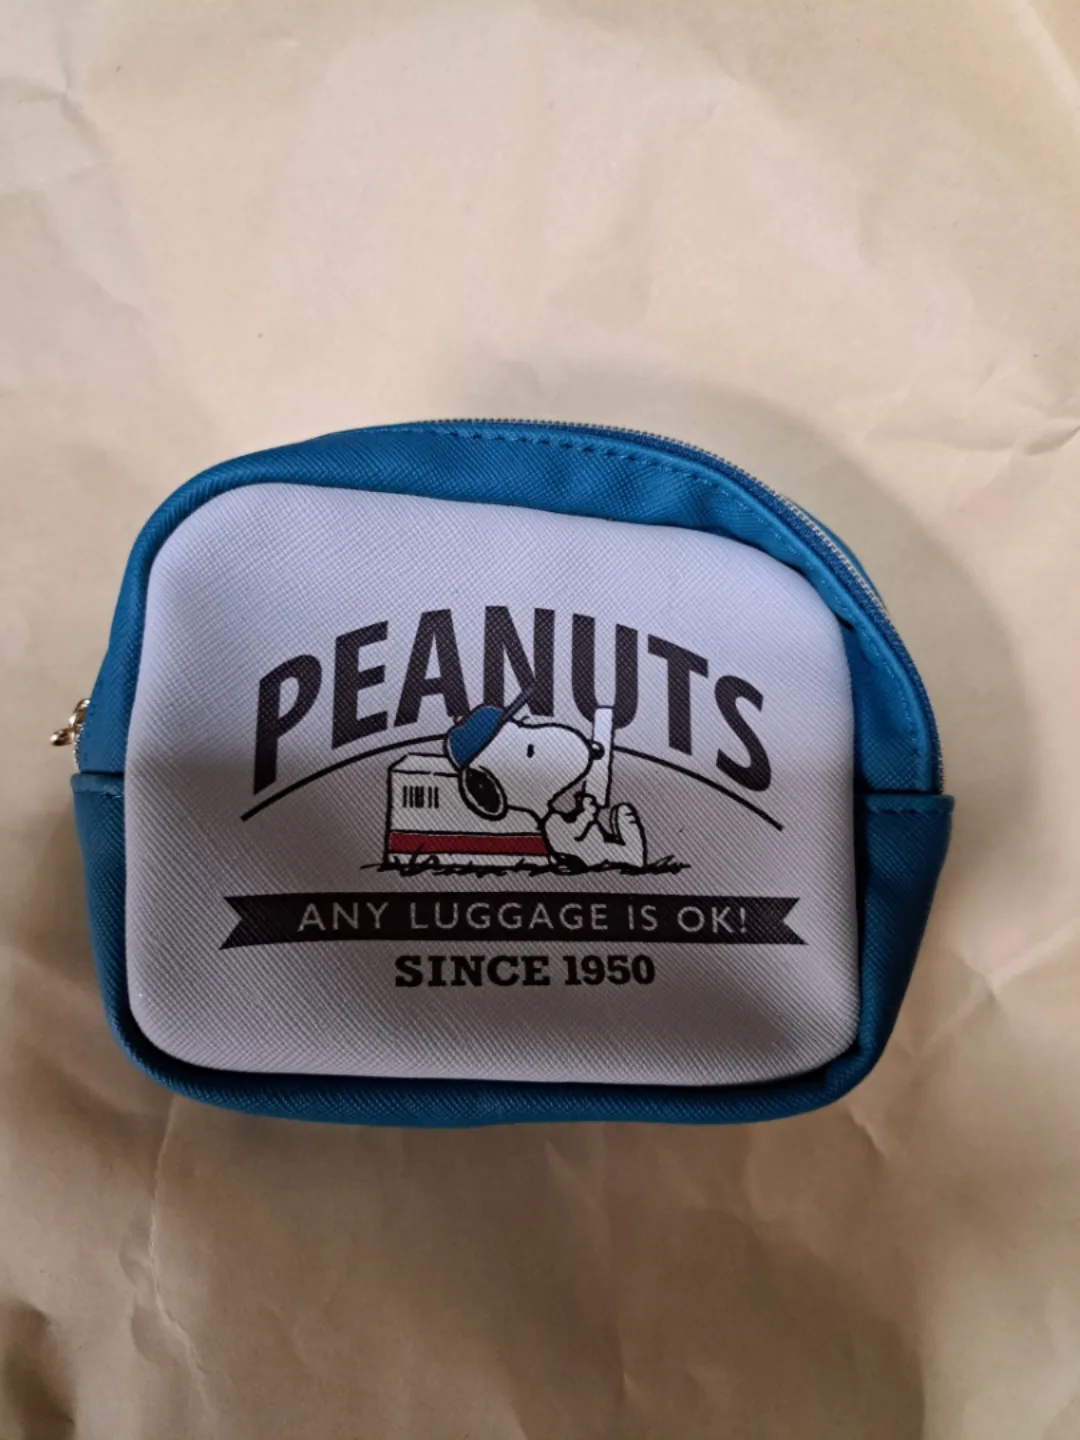 PEANUTS
ANY LUGGAGE IS OK!
SINCE 1950